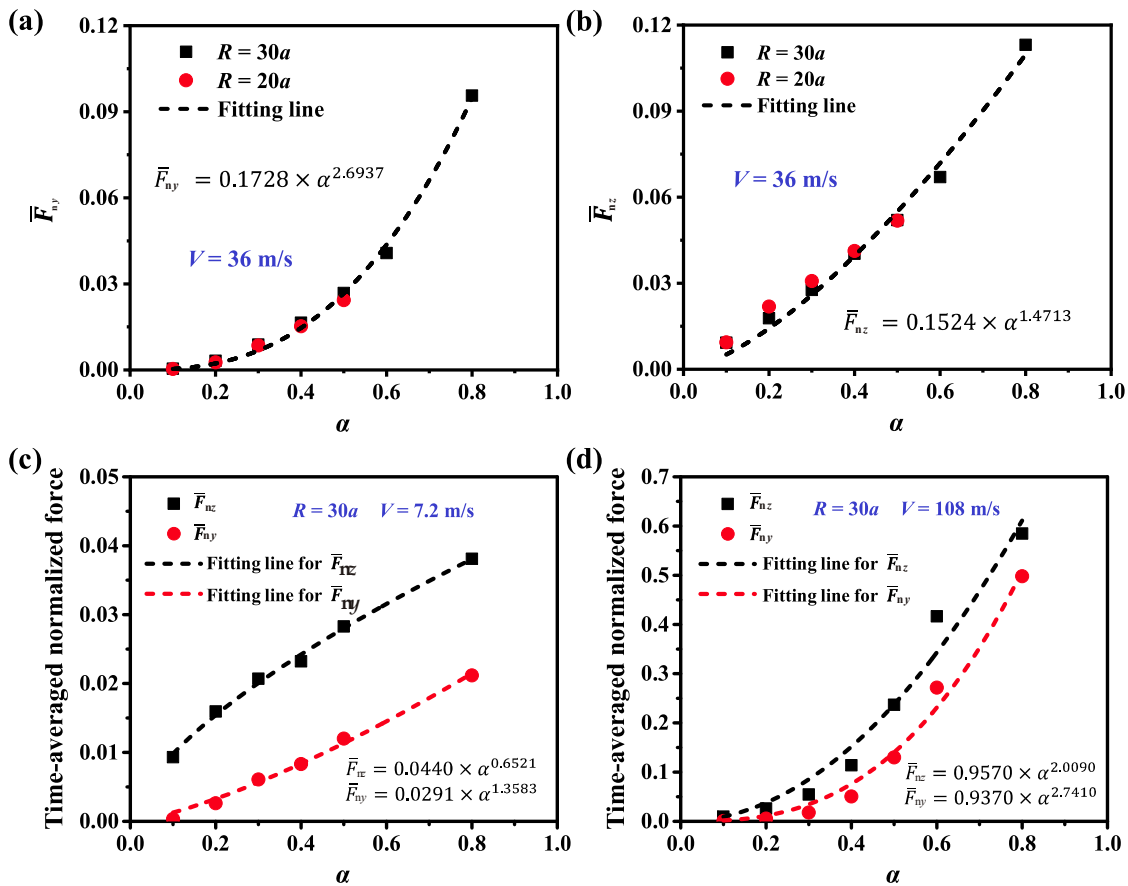 (a)
0.12
0.09
0.06
0.03
0.00
F̅ny
R = 30a
R = 20a
Fitting line
F̅ny = 0.1728 × α^2.6937
V = 36 m/s
0.0 0.2 0.4 0.6 0.8 1.0
α
(b)
0.12
0.09
0.06
0.03
0.00
F̅nz
R = 30a
R = 20a
Fitting line
V = 36 m/s
F̅nz = 0.1524 × α^1.4713
0.0 0.2 0.4 0.6 0.8 1.0
α
(c)
Time-averaged normalized force
0.05
0.04
0.03
0.02
0.01
0.00
F̅nz
F̅ny
R = 30a V = 7.2 m/s
Fitting line for F̅nz
Fitting line for F̅ny
F̅nz = 0.0440 × α^0.6521
F̅ny = 0.0291 × α^1.3583
0.0 0.2 0.4 0.6 0.8 1.0
α
(d)
Time-averaged normalized force
0.7
0.6
0.5
0.4
0.3
0.2
0.1
0.0
F̅nz
F̅ny
R = 30a V = 108 m/s
Fitting line for F̅nz
Fitting line for F̅ny
F̅nz = 0.9570 × α^2.0090
F̅ny = 0.9370 × α^2.7410
0.0 0.2 0.4 0.6 0.8 1.0
α